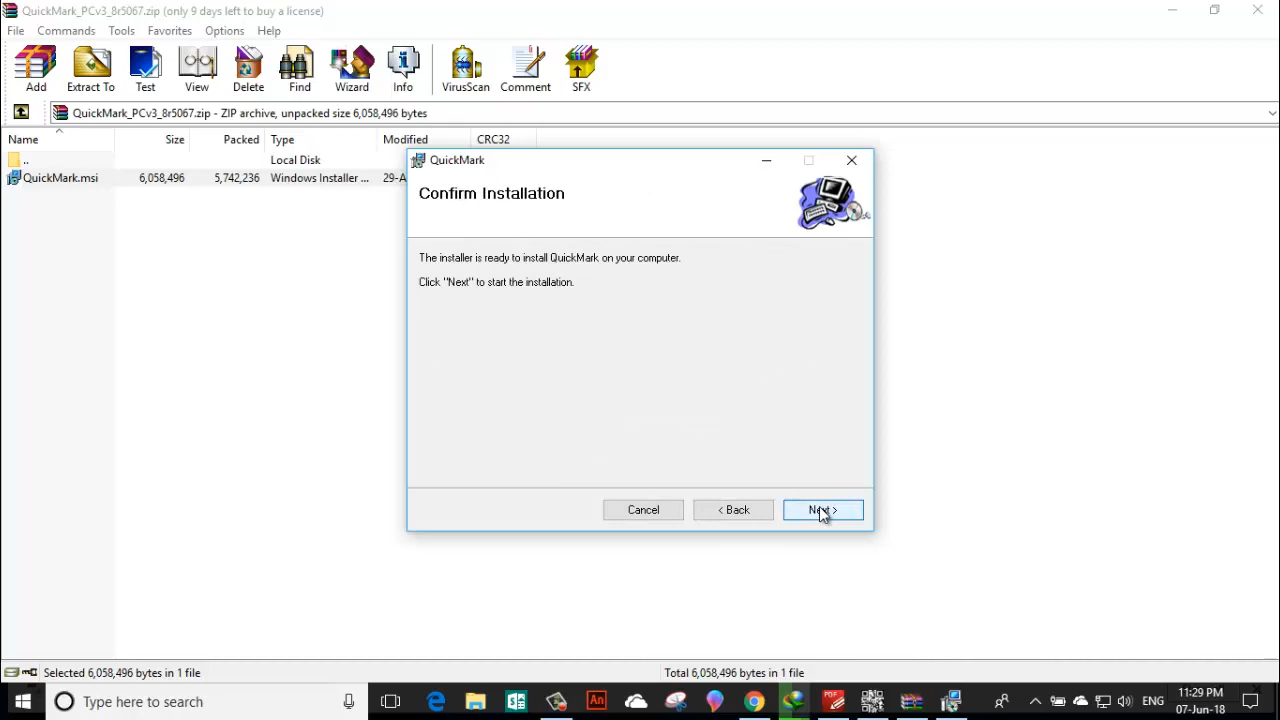 QuickMark_PCv3_8r5067.zip (only 9 days left to buy a license)
File Commands Tools Favorites Options Help
Add Extract To Test View Delete Find Wizard Info VirusScan Comment SFX
QuickMark_PCv3_8r5067.zip - ZIP archive, unpacked size 6,058,496 bytes
Name Size Packed Type Modified CRC32
.. Local Disk
QuickMark.msi 6,058,496 5,742,236 Windows Installer ... 29-A
QuickMark
Confirm Installation
The installer is ready to install QuickMark on your computer.
Click "Next" to start the installation.
Cancel < Back Next >
Selected 6,058,496 bytes in 1 file Total 6,058,496 bytes in 1 file
Type here to search
An
PDF
ENG
11:29 PM
07-Jun-18